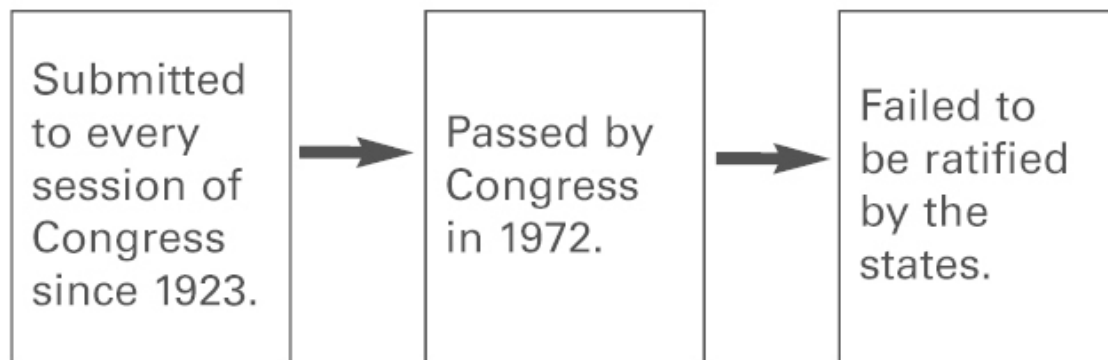 Submitted
to every
session of
Congress
since 1923.
Passed by
Congress
in 1972.
Failed to
be ratified
by the
states.